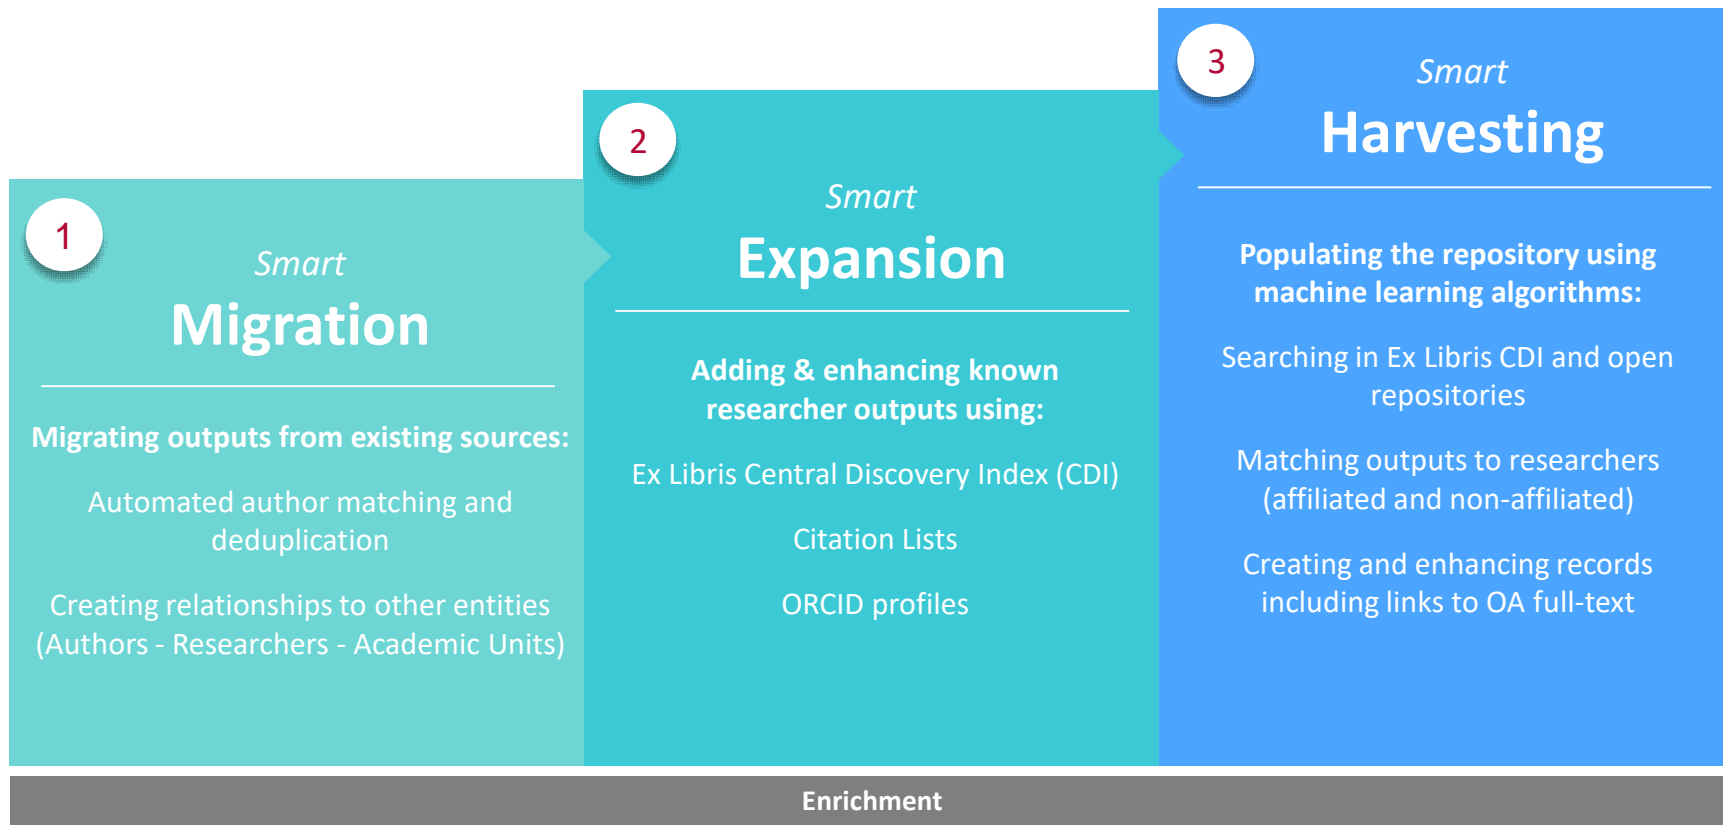 1
Smart
Migration
Migrating outputs from existing sources:
Automated author matching and
deduplication
Creating relationships to other entities
(Authors - Researchers - Academic Units)
2
Smart
Expansion
Adding & enhancing known
researcher outputs using:
Ex Libris Central Discovery Index (CDI)
Citation Lists
ORCID profiles
3
Smart
Harvesting
Populating the repository using
machine learning algorithms:
Searching in Ex Libris CDI and open
repositories
Matching outputs to researchers
(affiliated and non-affiliated)
Creating and enhancing records
including links to OA full-text
Enrichment